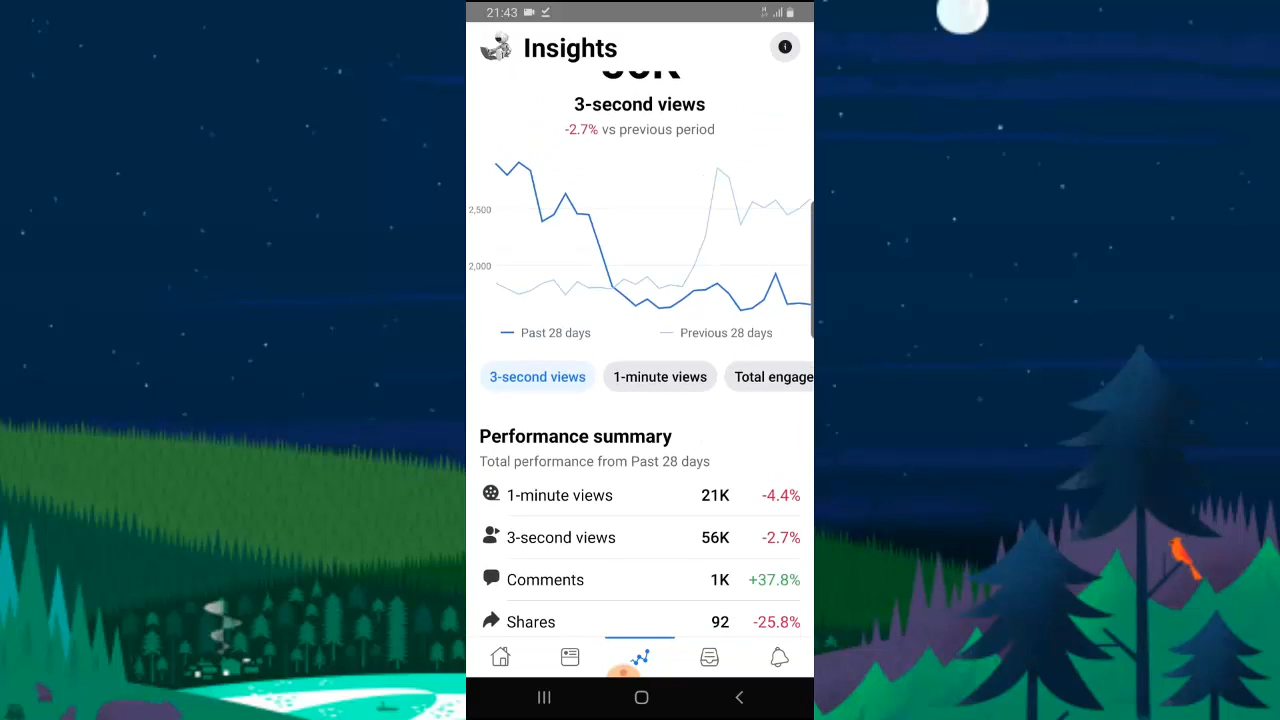 21:43
Insights
3-second views
-2.7% vs previous period
2,500
2,000
Past 28 days
Previous 28 days
3-second views
1-minute views
Total engage
Performance summary
Total performance from Past 28 days
1-minute views 21K -4.4%
3-second views 56K -2.7%
Comments 1K +37.8%
Shares 92 -25.8%